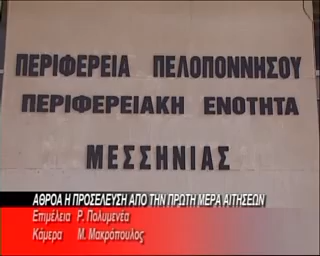 ΠΕΡΙΦΕΡΕΙΑ ΠΕΛΟΠΟΝΝΗΣΟΥ
ΠΕΡΙΦΕΡΕΙΑΚΗ ΕΝΟΤΗΤΑ
ΜΕΣΣΗΝΙΑΣ
ΑΘΡΟΑ Η ΠΡΟΣΕΛΕΥΣΗ ΑΠΟ ΤΗΝ ΠΡΩΤΗ ΜΕΡΑ ΑΙΤΗΣΕΩΝ
Επιμέλεια Ρ. Πολυμενέα
Κάμερα Μ. Μακρόπουλος